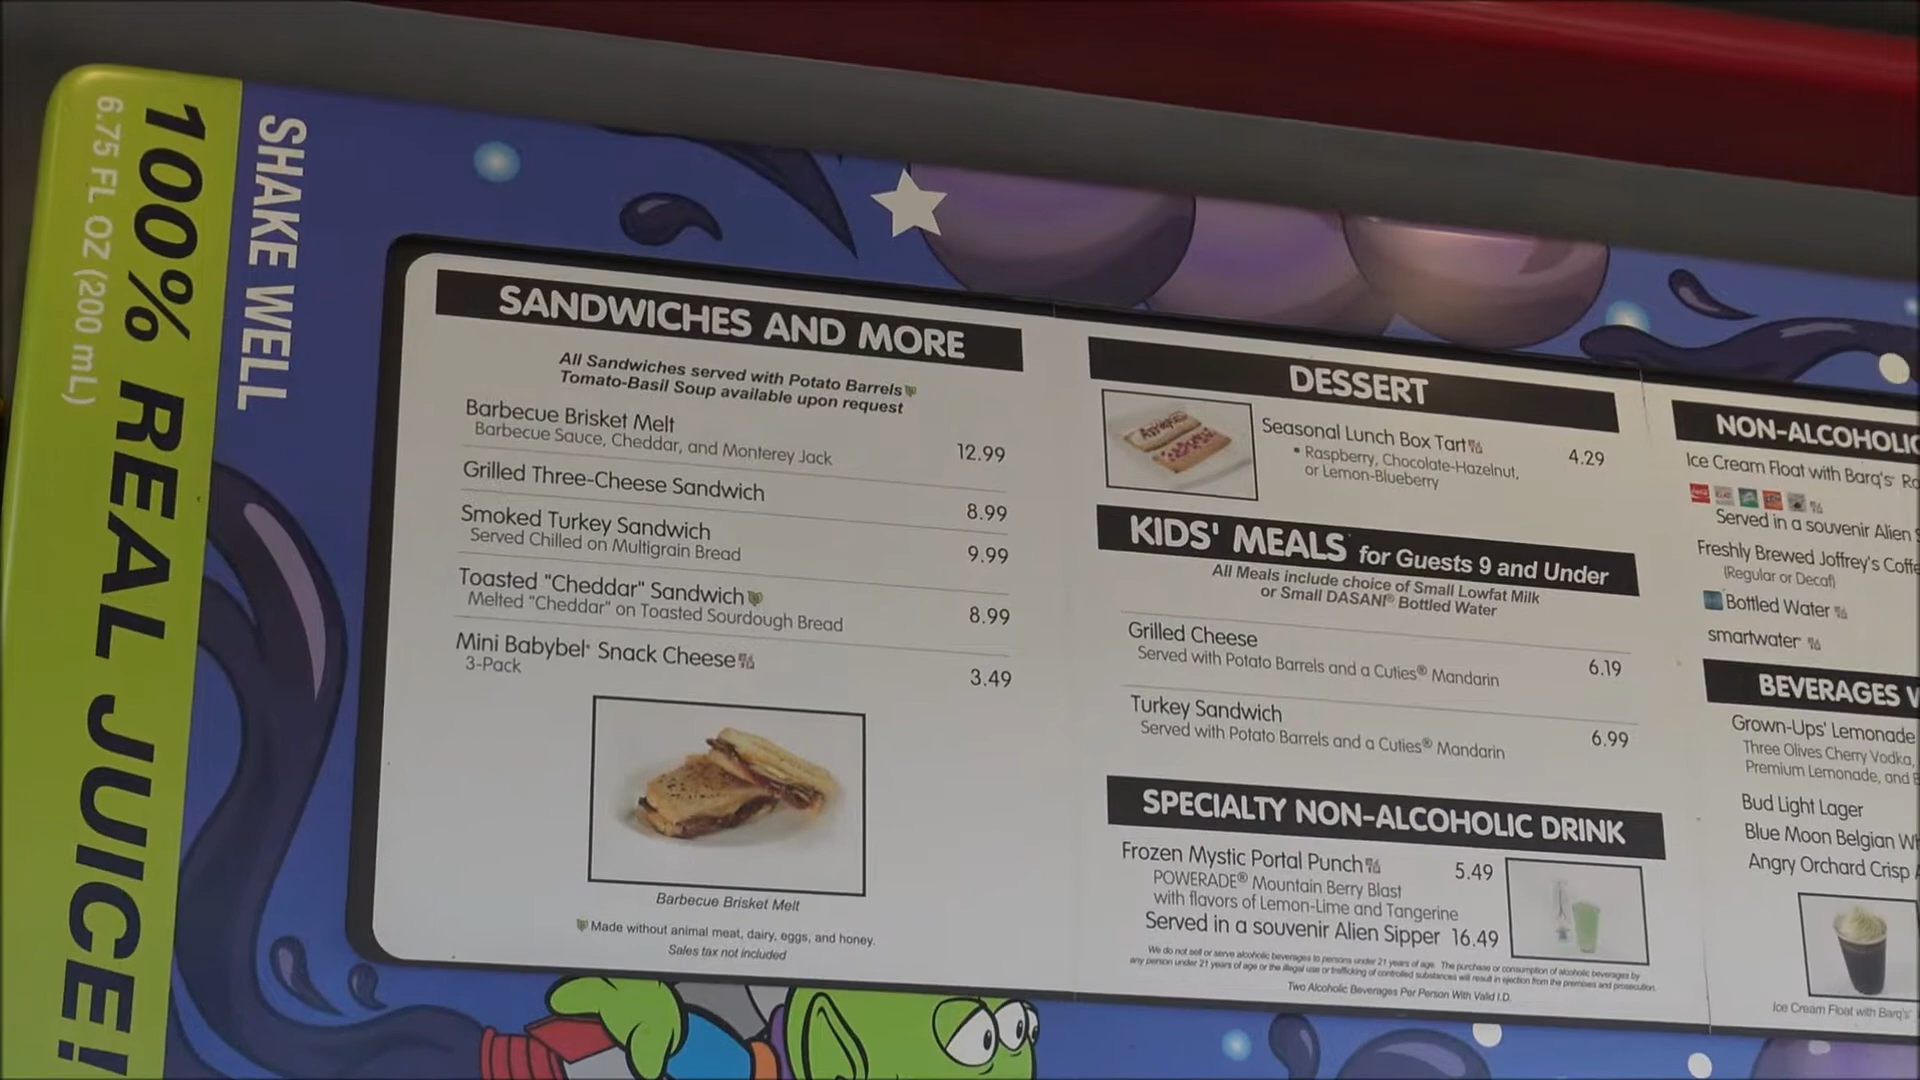 100% REAL JUICE!
6.75 FL OZ (200 mL)
SHAKE WELL
SANDWICHES AND MORE
All Sandwiches served with Potato Barrels
Tomato-Basil Soup available upon request
Barbecue Brisket Melt
Barbecue Sauce, Cheddar, and Monterey Jack
12.99
Grilled Three-Cheese Sandwich
8.99
Smoked Turkey Sandwich
Served Chilled on Multigrain Bread
9.99
Toasted "Cheddar" Sandwich
Melted "Cheddar" on Toasted Sourdough Bread
8.99
Mini Babybel® Snack Cheese
3-Pack
3.49
Barbecue Brisket Melt
Made without animal meat, dairy, eggs, and honey.
Sales tax not included
DESSERT
Seasonal Lunch Box Tart
4.29
• Raspberry, Chocolate-Hazelnut,
or Lemon-Blueberry
KIDS' MEALS for Guests 9 and Under
All Meals include choice of Small Lowfat Milk
or Small DASANI® Bottled Water
Grilled Cheese
Served with Potato Barrels and a Cuties® Mandarin
6.19
Turkey Sandwich
Served with Potato Barrels and a Cuties® Mandarin
6.99
SPECIALTY NON-ALCOHOLIC DRINK
Frozen Mystic Portal Punch
5.49
POWERADE® Mountain Berry Blast
with flavors of Lemon-Lime and Tangerine
Served in a souvenir Alien Sipper 16.49
We do not sell or serve alcoholic beverages to persons under 21 years of age. The purchase or consumption of alcoholic beverages by
any person under 21 years of age or the illegal use or trafficking of controlled substances will result in ejection from the premises and prosecution.
Two Alcoholic Beverages Per Person With Valid I.D.
NON-ALCOHOLIC
Ice Cream Float with Barq's
Served in a souvenir Alien
Freshly Brewed Joffrey's
(Regular or Decaf)
Bottled Water
smartwater
BEVERAGES
Grown-Ups' Lemonade
Three Olives Cherry Vodka,
Premium Lemonade, and
Bud Light Lager
Blue Moon Belgian
Angry Orchard Crisp
Ice Cream Float with Barq's